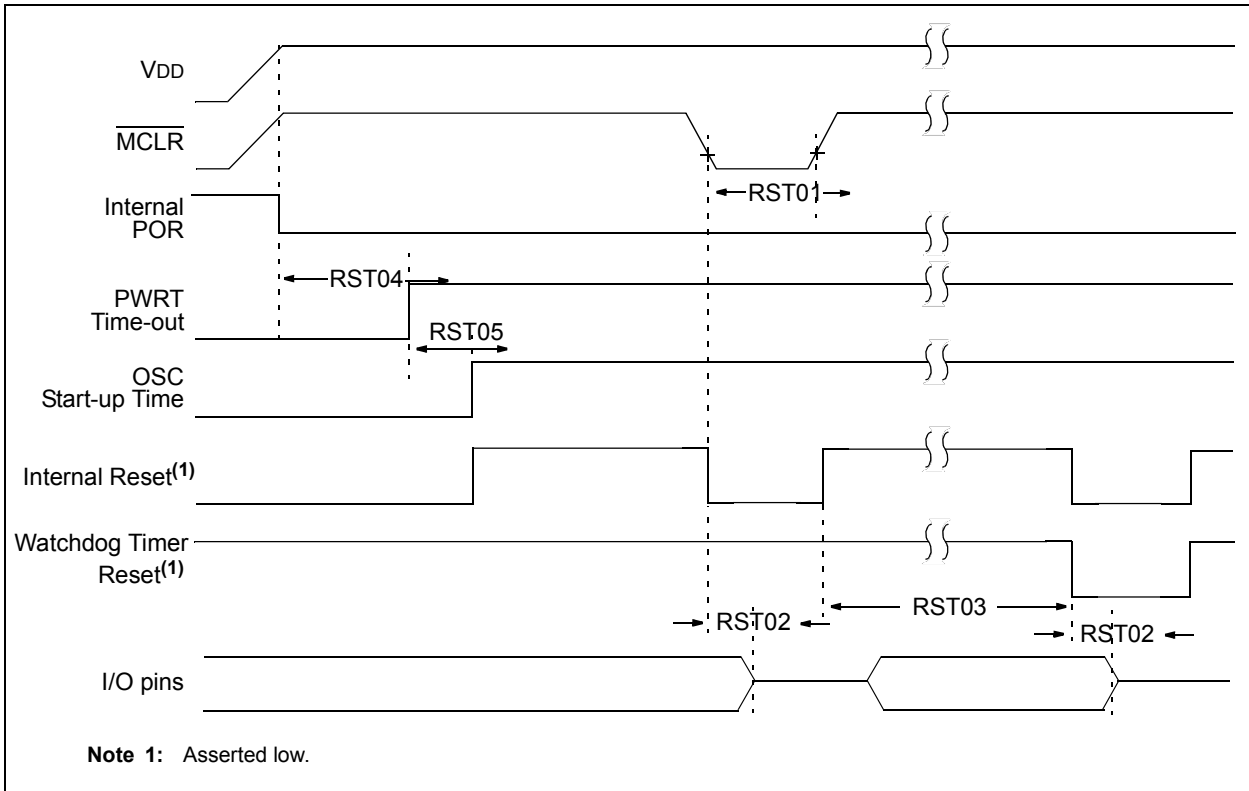 VDD
MCLR
Internal
POR
RST01
RST04
PWRT
Time-out
RST05
OSC
Start-up Time
Internal Reset(1)
Watchdog Timer
Reset(1)
RST03
RST02
RST02
I/O pins
Note 1: Asserted low.